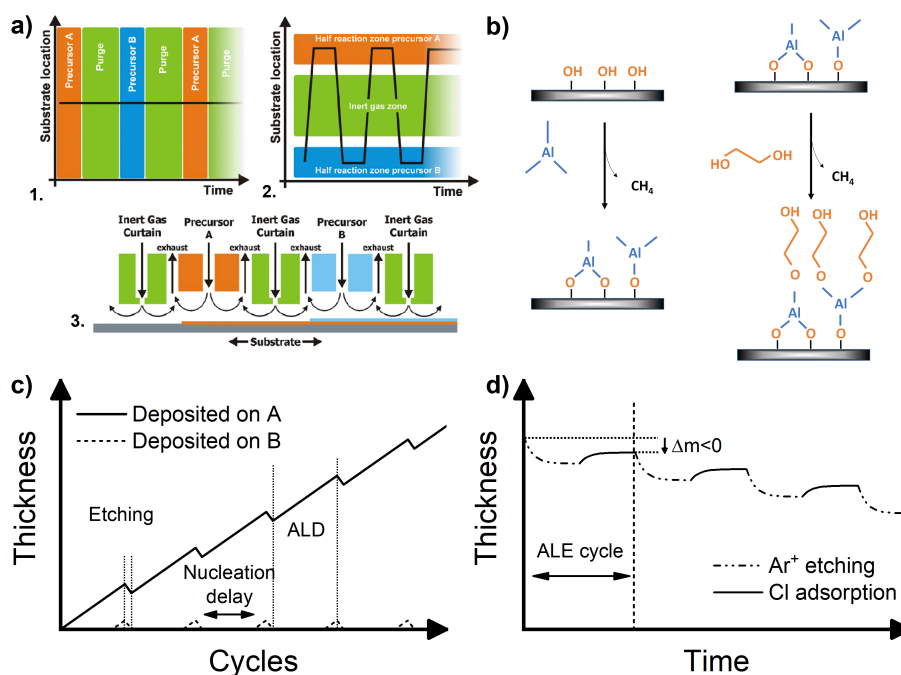 a)
Substrate location
Precursor A
Purge
Precursor B
Purge
Precursor A
Purge
Time
1.
Substrate location
Half reaction zone precursor A
Inert gas zone
Half reaction zone precursor B
Time
2.
Inert Gas
Curtain
exhaust
Precursor
A
exhaust
Inert Gas
Curtain
exhaust
Precursor
B
exhaust
Inert Gas
Curtain
3.
Substrate
b)
OH OH OH
Al
CH4
Al Al
O O O
Al Al
O O O
HO OH
CH4
OH OH OH
O O O
Al Al
O O O
c)
Thickness
Deposited on A
Deposited on B
Etching
Nucleation
delay
ALD
Cycles
d)
Thickness
Δm<0
ALE cycle
Ar+ etching
Cl adsorption
Time